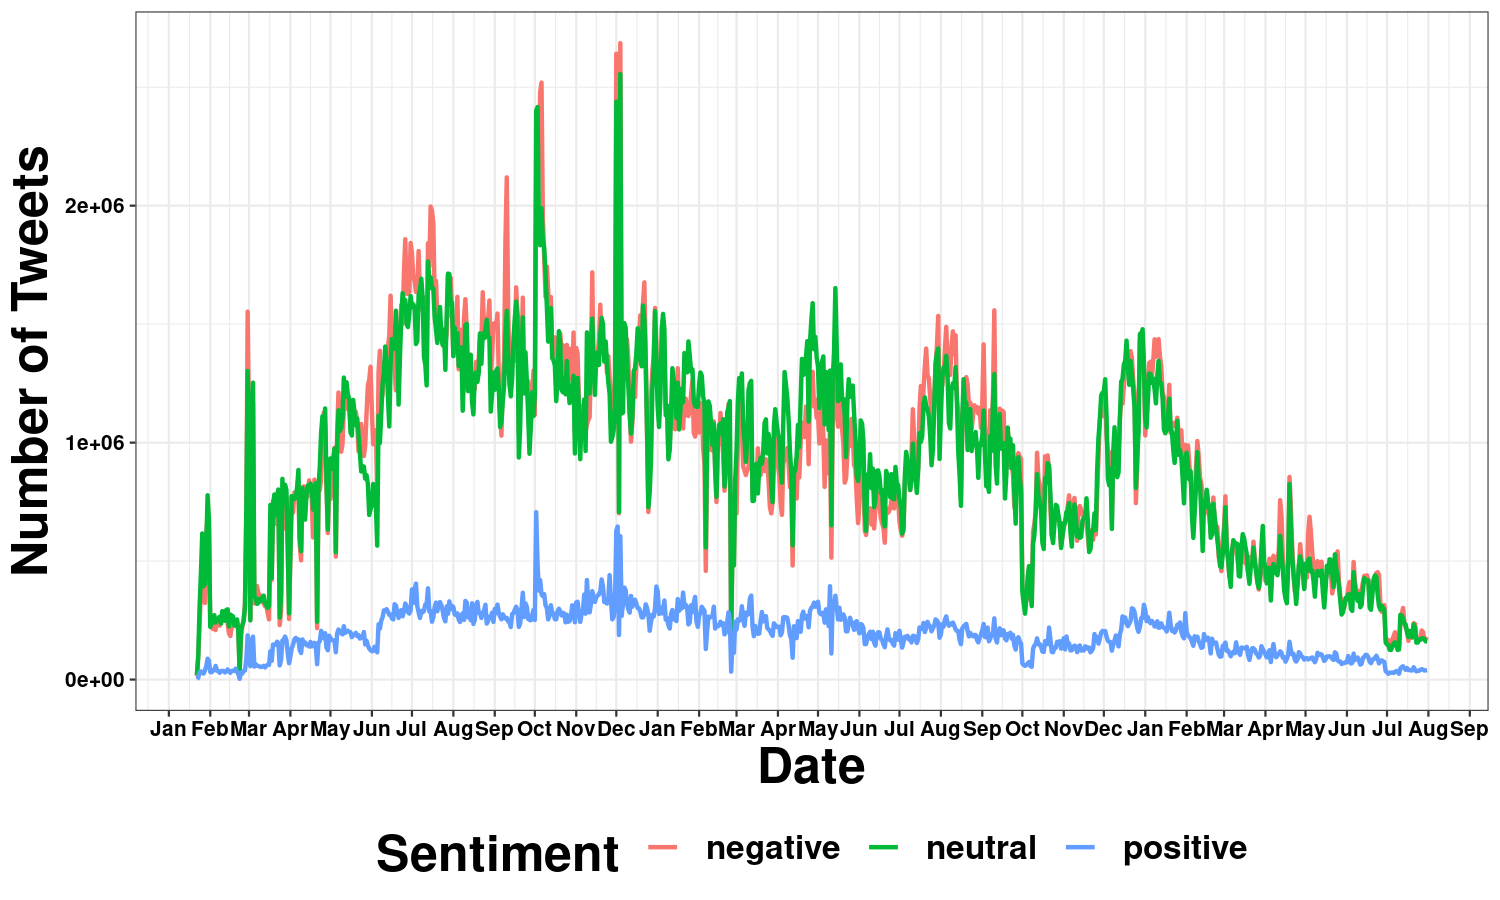 Number of Tweets
2e+06
1e+06
0e+00
Jan Feb Mar Apr May Jun Jul Aug Sep Oct Nov Dec Jan Feb Mar Apr May Jun Jul Aug Sep Oct Nov Dec Jan Feb Mar Apr May Jun Jul Aug Sep
Date
Sentiment negative neutral positive